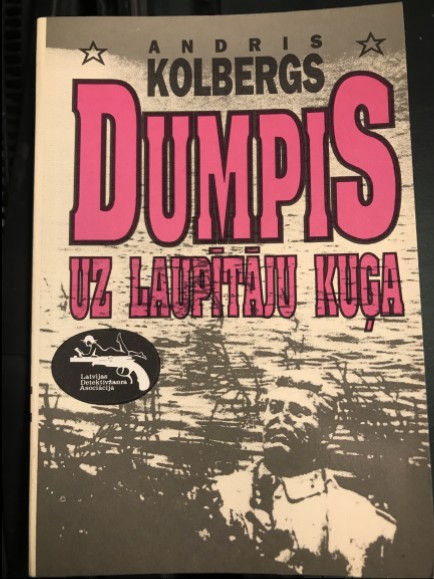 ANDRIS
KOLBERGS
DUMPIS
UZ LAUPĪTĀJU KUĢA
Latvijas
Detektīvžanra
Asociācija